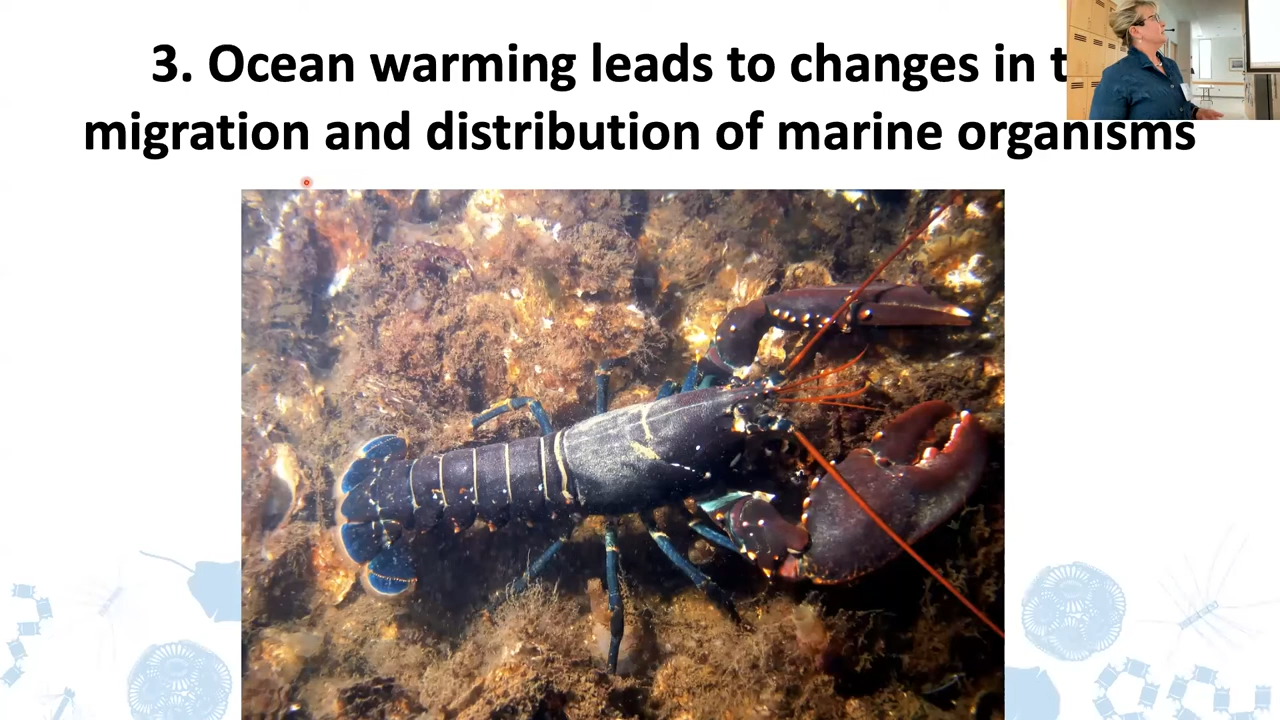 3. Ocean warming leads to changes in
migration and distribution of marine organisms